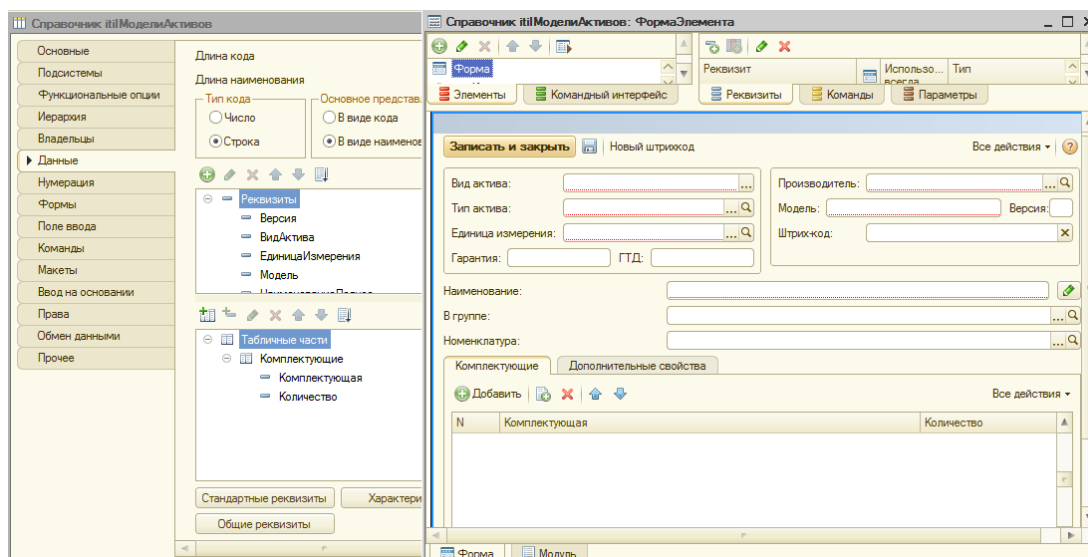 Справочник itilМоделиАктивов
Основные
Подсистемы
Функциональные опции
Иерархия
Владельцы
Данные
Нумерация
Формы
Поле ввода
Команды
Макеты
Ввод на основании
Права
Обмен данными
Прочее
Длина кода
Длина наименования
Тип кода
Основное представ
Число
В виде кода
Строка
В виде наименов
Реквизиты
Версия
ВидАктива
ЕдиницаИзмерения
Модель
Табличные части
Комплектующие
Комплектующая
Количество
Стандартные реквизиты
Характери
Общие реквизиты
Справочник itilМоделиАктивов: ФормаЭлемента
Форма
Элементы
Командный интерфейс
Реквизит
Использо...
всегда
Тип
Реквизиты
Команды
Параметры
Записать и закрыть
Новый штрихкод
Все действия
Вид актива:
Тип актива:
Единица измерения:
Гарантия:
ГТД:
Производитель:
Модель:
Версия:
Штрих-код:
Наименование:
В группе:
Номенклатура:
Комплектующие
Дополнительные свойства
Добавить
Все действия
N
Комплектующая
Количество
Форма
Модуль